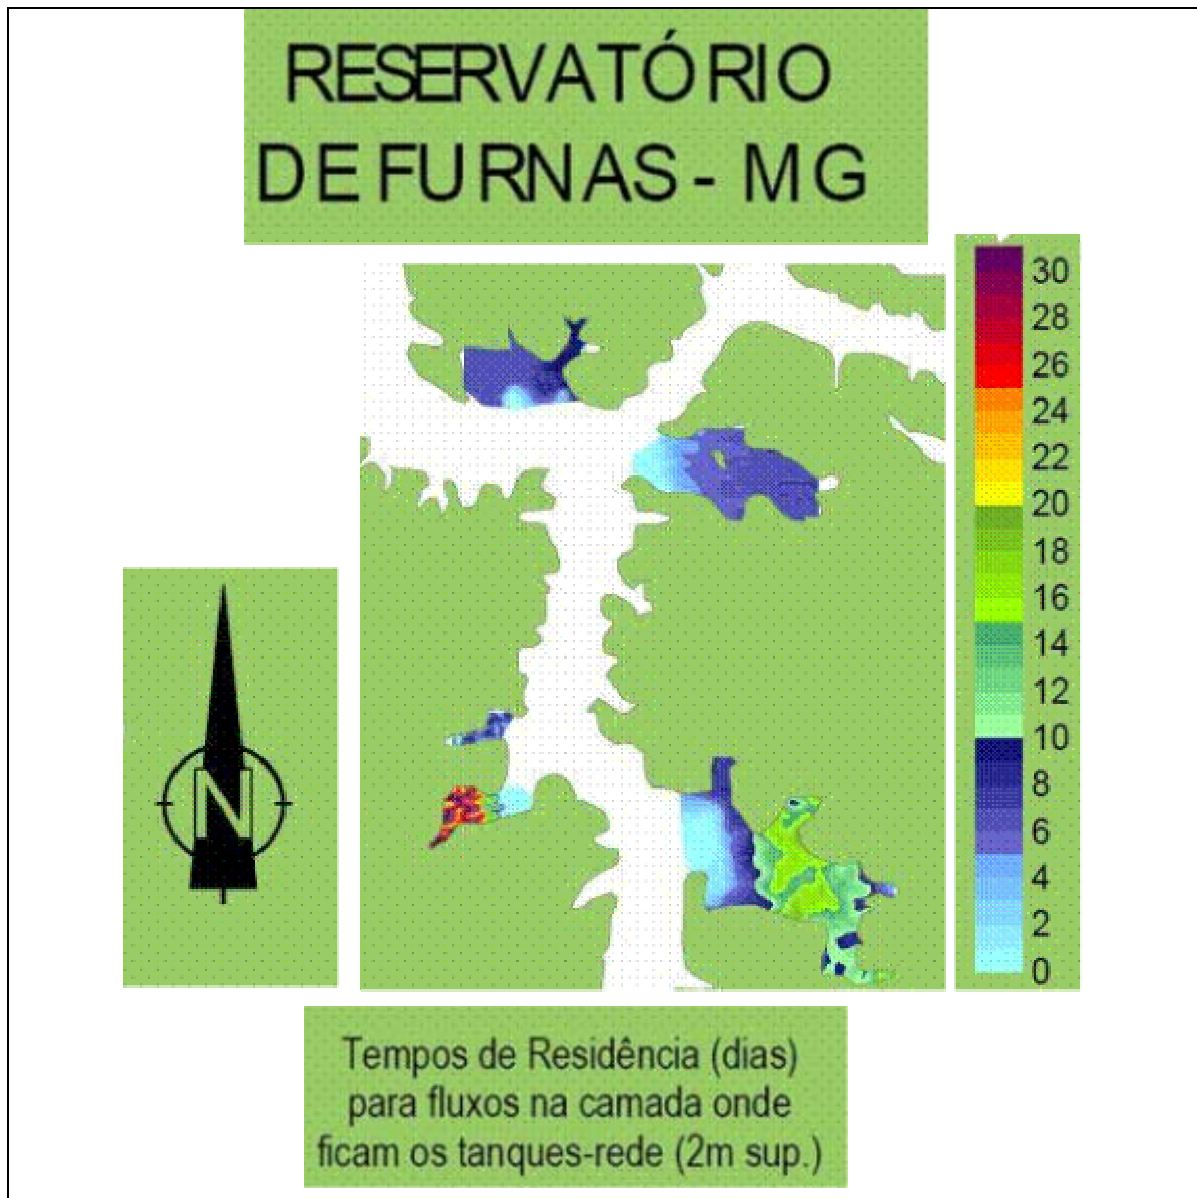 RESERVATÓRIO
DE FURNAS - MG
30
28
26
24
22
20
18
16
14
12
10
8
6
4
2
0
N
Tempos de Residência (dias)
para fluxos na camada onde
ficam os tanques-rede (2m sup.)